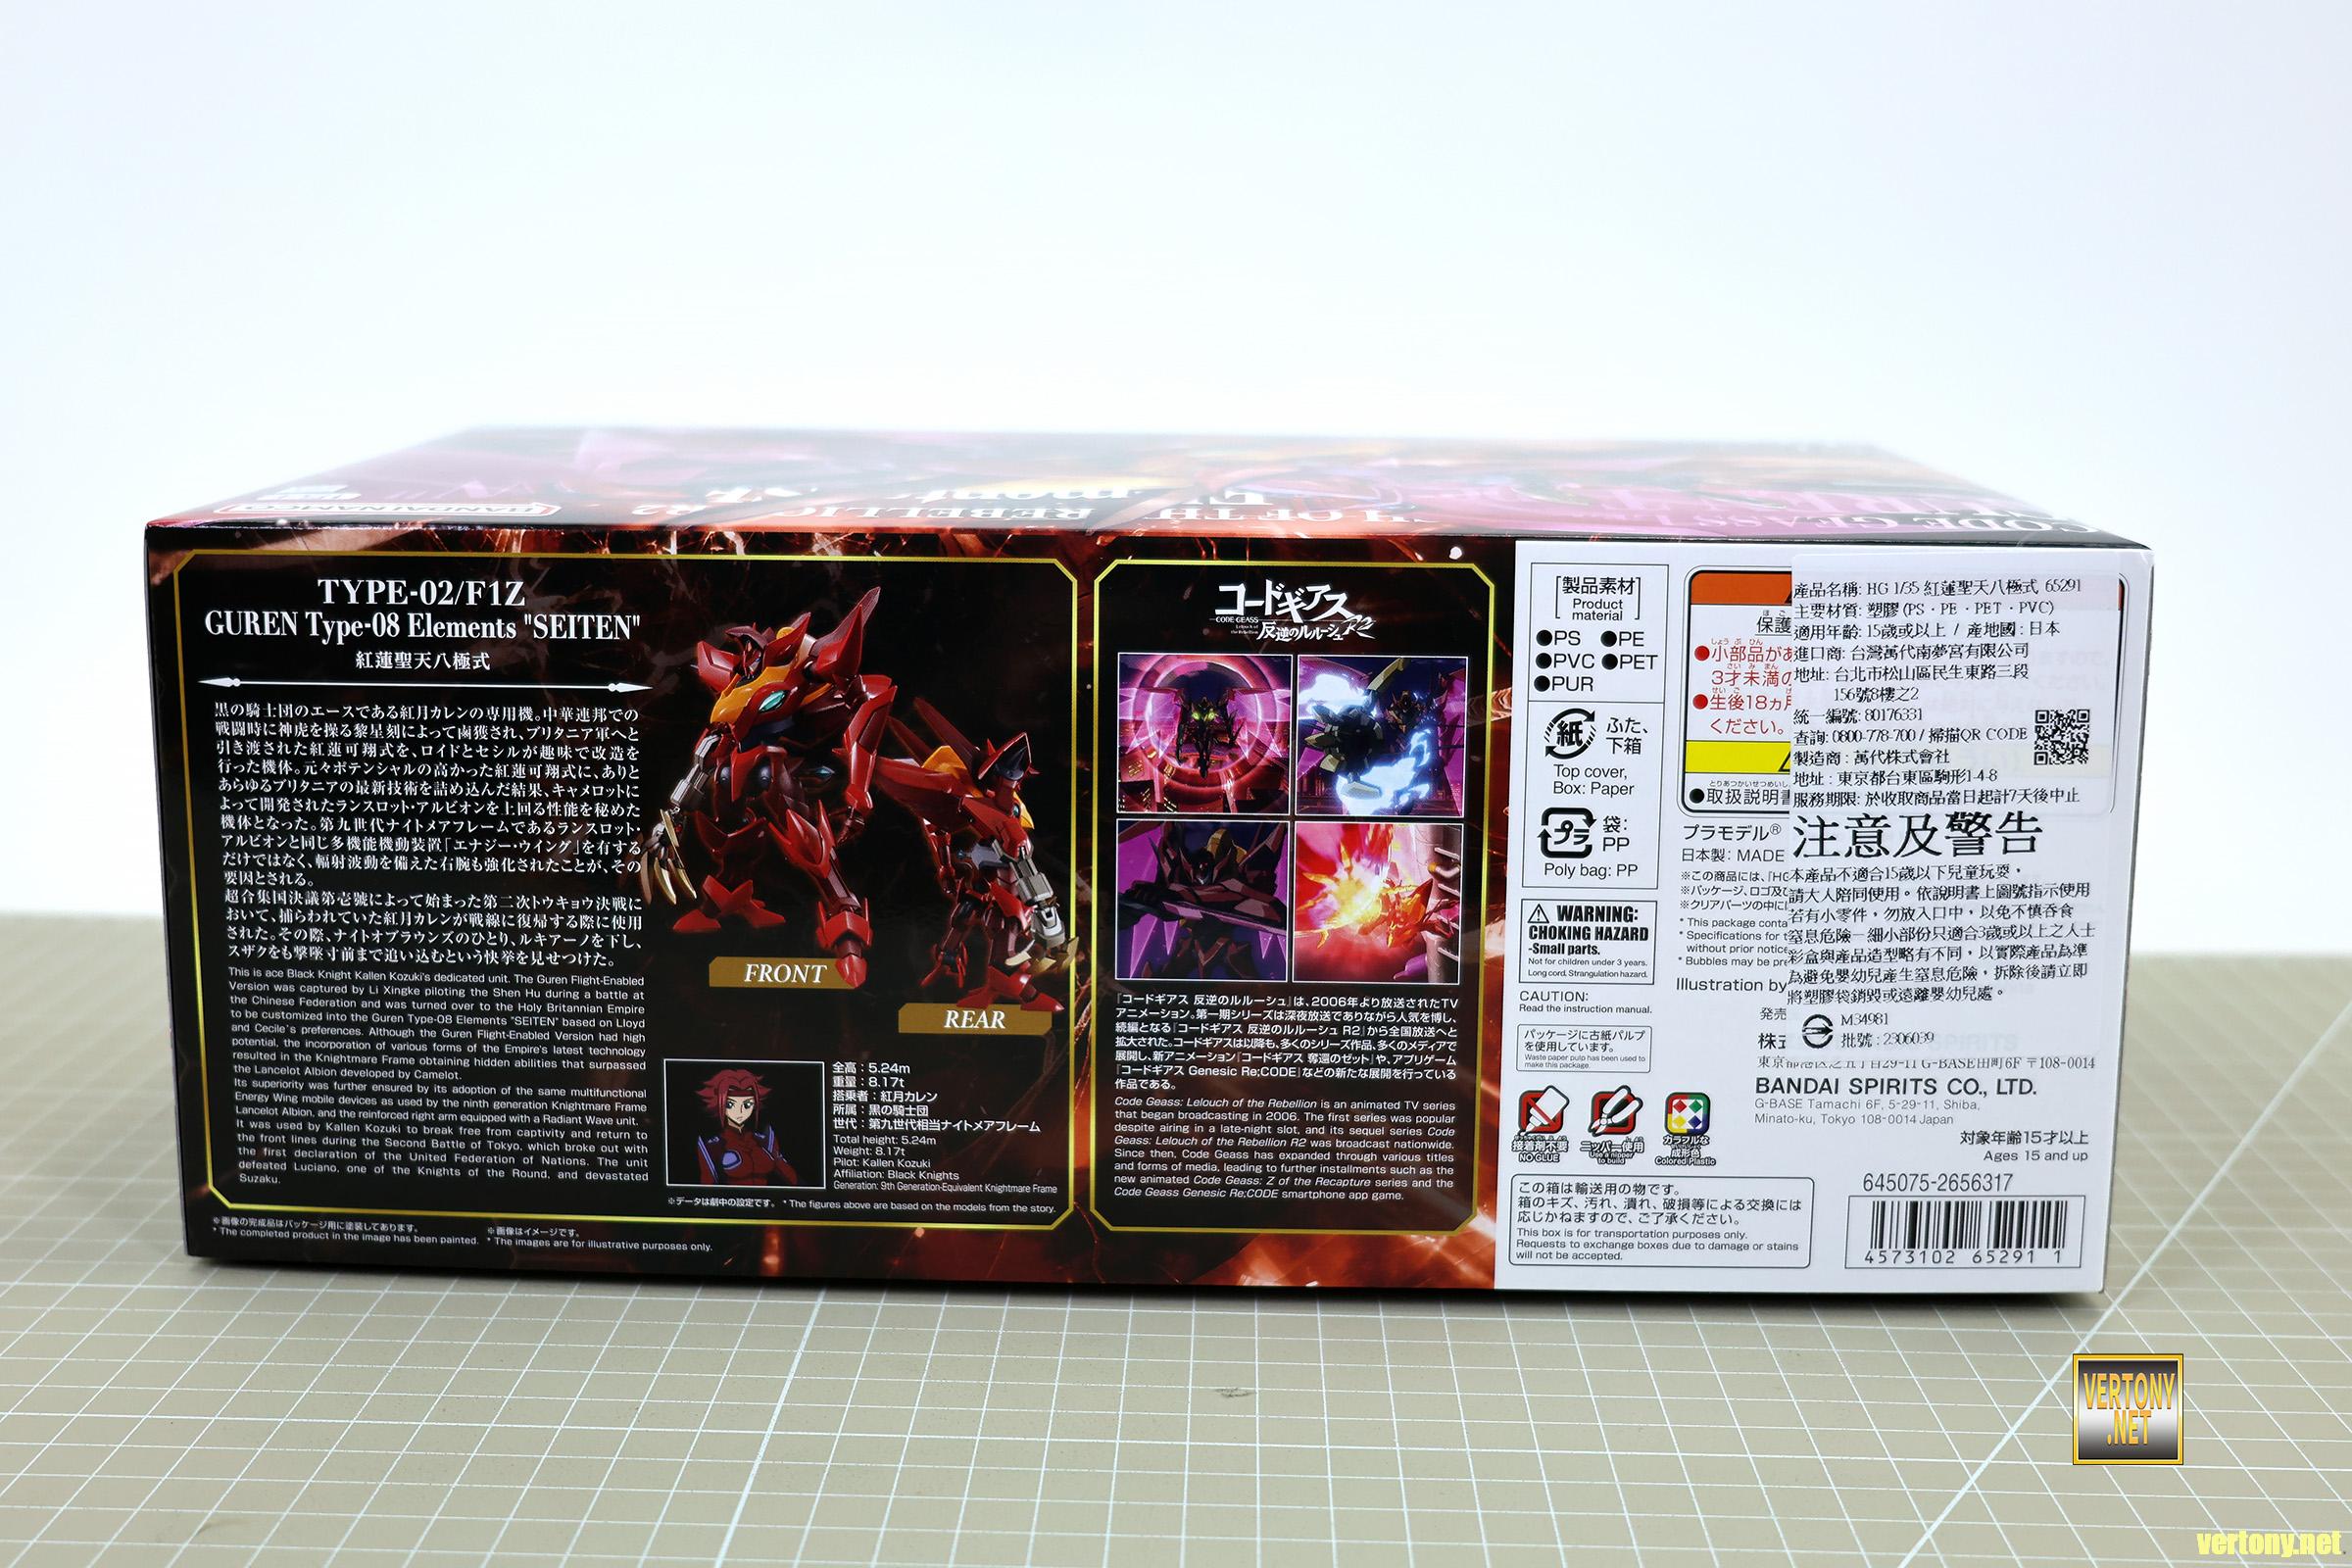 BANDAI NAMCO
TYPE-02/F1Z
GUREN Type-08 Elements "SEITEN"
紅蓮聖天八極式
黒の騎士団のエースである紅月カレンの専用機。中華連邦での
戦闘時に神虎を操る黎星刻によって鹵獲され、ブリタニア軍へと
引き渡された紅蓮可翔式を、ロイドとセシルが趣味で改造を
行った機体。元々ポテンシャルの高かった紅蓮可翔式に、ありと
あらゆるブリタニアの最新技術を詰め込んだ結果、キャメロットに
よって開発されたランスロット・アルビオンを上回る性能を秘めた
機体となった。第九世代ナイトメアフレームであるランスロット・
アルビオンと同じ多機能機動装置「エナジー・ウイング」を有する
だけではなく、輻射波動を備えた右腕も強化されたことが、その
要因とされる。
超合集国決議第壱號によって始まった第二次トウキョウ決戦に
おいて、捕らわれていた紅月カレンが戦線に復帰する際に使用
された。その際、ナイトオブラウンズのひとり、ルキアーノを下し、
スザクをも撃墜寸前まで追い込むという快挙を見せつけた。
This is ace Black Knight Kallen Kozuki's dedicated unit. The Guren Flight-Enabled
Version was captured by Li Xingke piloting the Shen Hu during a battle at
the Chinese Federation and was turned over to the Holy Britannian Empire
to be customized into the Guren Type-08 Elements "SEITEN" based on Lloyd
and Cecile's preferences. Although the Guren Flight-Enabled Version had high
potential, the incorporation of various forms of the Empire's latest technology
resulted in the Knightmare Frame obtaining hidden abilities that surpassed
the Lancelot Albion developed by Camelot.
Its superiority was further ensured by its adoption of the same multifunctional
Energy Wing mobile devices as used by the ninth generation Knightmare Frame
Lancelot Albion, and the reinforced right arm equipped with a Radiant Wave unit.
It was used by Kallen Kozuki to break free from captivity and return to
the front lines during the Second Battle of Tokyo, which broke out with
the first declaration of the United Federation of Nations. The unit
defeated Luciano, one of the Knights of the Round, and devastated
Suzaku.
FRONT
REAR
全高：5.24m
重量：8.17t
搭乗者：紅月カレン
所属：黒の騎士団
世代：第九世代相当ナイトメアフレーム
Total height: 5.24m
Weight: 8.17t
Pilot: Kallen Kozuki
Affiliation: Black Knights
Generation: 9th Generation-Equivalent Knightmare Frame
※データは劇中の設定です。 * The figures above are based on the models from the story.
※画像の完成品はパッケージ用に塗装してあります。 ※画像はイメージです。
* The completed product in the image has been painted. * The images are for illustrative purposes only.
コードギアス
CODE GEASS
反逆のルルーシュ R2
『コードギアス 反逆のルルーシュ』は、2006年より放送されたTV
アニメーション。第一期シリーズは深夜放送でありながら人気を博し、
続編となる『コードギアス 反逆のルルーシュ R2』から全国放送へと
拡大された。コードギアスは以降も、多くのシリーズ作品、多くのメディアで
展開し、新アニメーション『コードギアス 奪還のゼット』や、アプリゲーム
『コードギアス Genesic Re;CODE』などの新たな展開を行っている
作品である。
Code Geass: Lelouch of the Rebellion is an animated TV series
that began broadcasting in 2006. The first series was popular
despite airing in a late-night slot, and its sequel series Code
Geass: Lelouch of the Rebellion R2 was broadcast nationwide.
Since then, Code Geass has expanded through various titles
and forms of media, leading to further installments such as the
new animated Code Geass: Z of the Recapture series and the
Code Geass Genesic Re;CODE smartphone app game.
[製品素材]
Product
material
●PS ●PE
●PVC ●PET
●PUR
紙 ふた、
下箱
Top cover,
Box: Paper
プラ 袋:
PP
Poly bag: PP
WARNING:
CHOKING HAZARD
-Small parts.
Not for children under 3 years.
Long cord. Strangulation hazard.
CAUTION:
Read the instruction manual.
パッケージに古紙パルプ
を使用しています。
Waste paper pulp has been used to
make this package.
接着剤不要
NO GLUE
ニッパー使用
Use a nipper
to build
カラフルな
成形色
Colored Plastic
この箱は輸送用の物です。
箱のキズ、汚れ、潰れ、破損等による交換には
応じかねますので、ご了承ください。
This box is for transportation purposes only.
Requests to exchange boxes due to damage or stains
will not be accepted.
保護
●小部品があ
3才未満の
●生後18ヵ月
ください。
●取扱説明書
プラモデル®
日本製: MADE
※この商品には、「HG
※パッケージ、ロゴ及び
※クリアパーツの中に
* This package conta
* Specifications for t
without prior notice
* Bubbles may be pre
Illustration by
発売
株式
產品名稱: HG 1/35 紅蓮聖天八極式 65291
主要材質: 塑膠 (PS・PE・PET・PVC)
適用年齡: 15歲或以上 / 產地國: 日本
進口商: 台灣萬代南夢宮有限公司
地址: 台北市松山區民生東路三段
156號8樓之2
統一編號: 80176331
查詢: 0800-778-700 / 掃描QR CODE
製造商: 萬代株式會社
地址: 東京都台東區駒形1-4-8
服務期限: 於收取商品當日起計7天後中止
注意及警告
本產品不適合15歲以下兒童玩耍，
請大人陪同使用。依說明書上圖號指示使用
若有小零件，勿放入口中，以免不慎吞食
窒息危險－細小部份只適合3歲或以上之人士
彩盒與產品造型略有不同，以實際產品為準
為避免嬰幼兒產生窒息危險，拆除後請立即
將塑膠袋銷毀或遠離嬰幼兒處。
M34981
批號: 2306039
東京都港区芝五丁目29-11 G-BASE田町6F 〒108-0014
BANDAI SPIRITS CO., LTD.
G-BASE Tamachi 6F, 5-29-11, Shiba,
Minato-ku, Tokyo 108-0014 Japan
対象年齢15才以上
Ages 15 and up
645075-2656317
4573102 65291 1
VERTONY
.NET
vertony.net